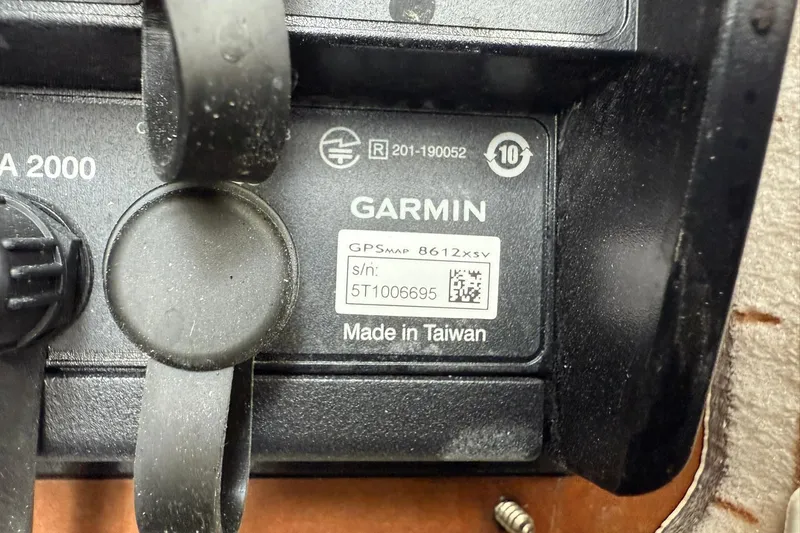 A 2000
R 201-190052
10
GARMIN
GPSMAP 8612xsv
s/n:
5T1006695
Made in Taiwan